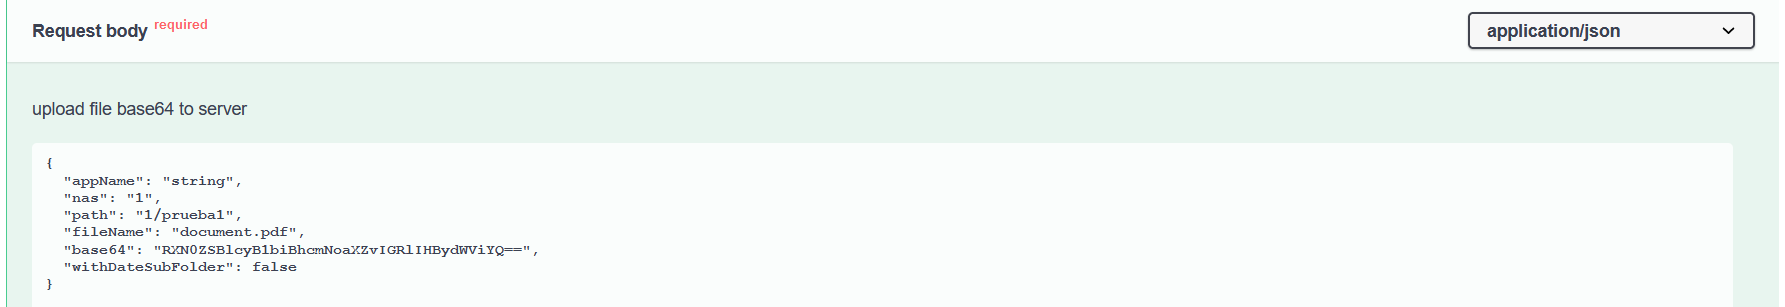 Request body required
application/json
upload file base64 to server
{
  "appName": "string",
  "nas": "1",
  "path": "1/prueba1",
  "fileName": "document.pdf",
  "base64": "RXN0ZSBlcyB1biBhcmNoaXZvIGRlIHBydWViYQ==",
  "withDateSubFolder": false
}